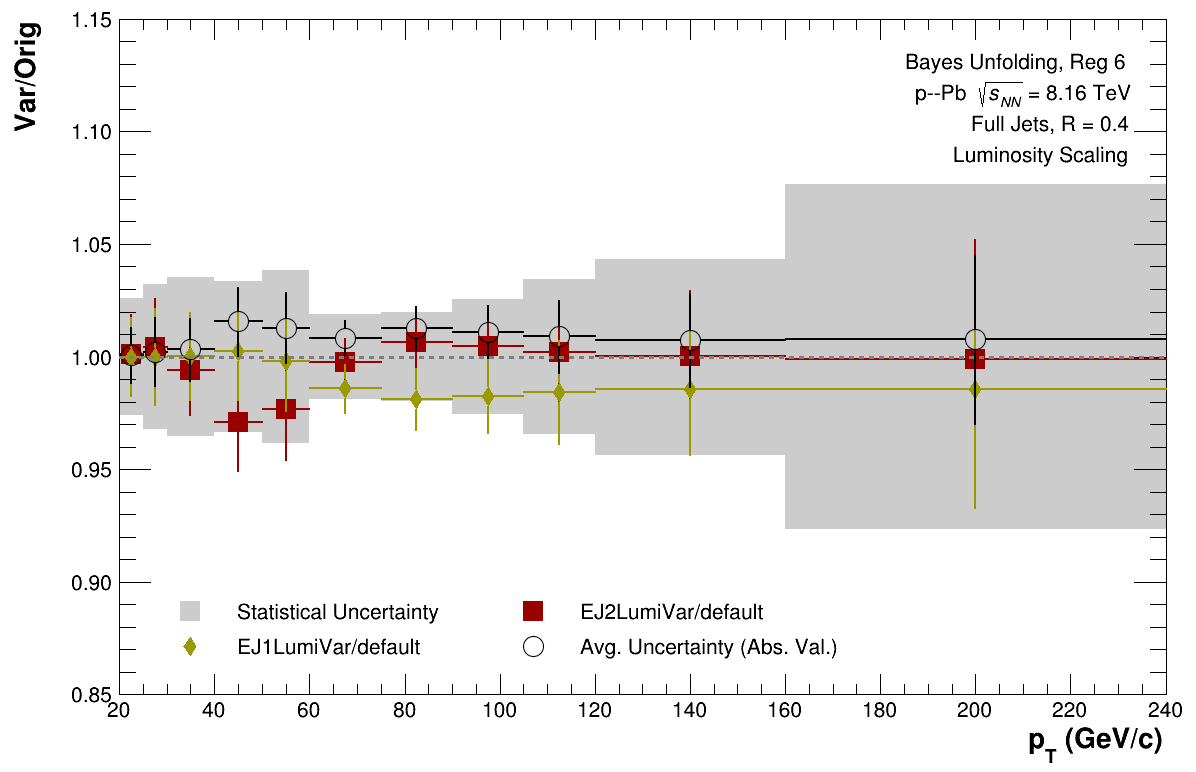 Var/Orig
1.15
1.10
1.05
1.00
0.95
0.90
0.85
Bayes Unfolding, Reg 6
p--Pb √sNN = 8.16 TeV
Full Jets, R = 0.4
Luminosity Scaling
Statistical Uncertainty
EJ2LumiVar/default
EJ1LumiVar/default
Avg. Uncertainty (Abs. Val.)
20 40 60 80 100 120 140 160 180 200 220 240
pT (GeV/c)